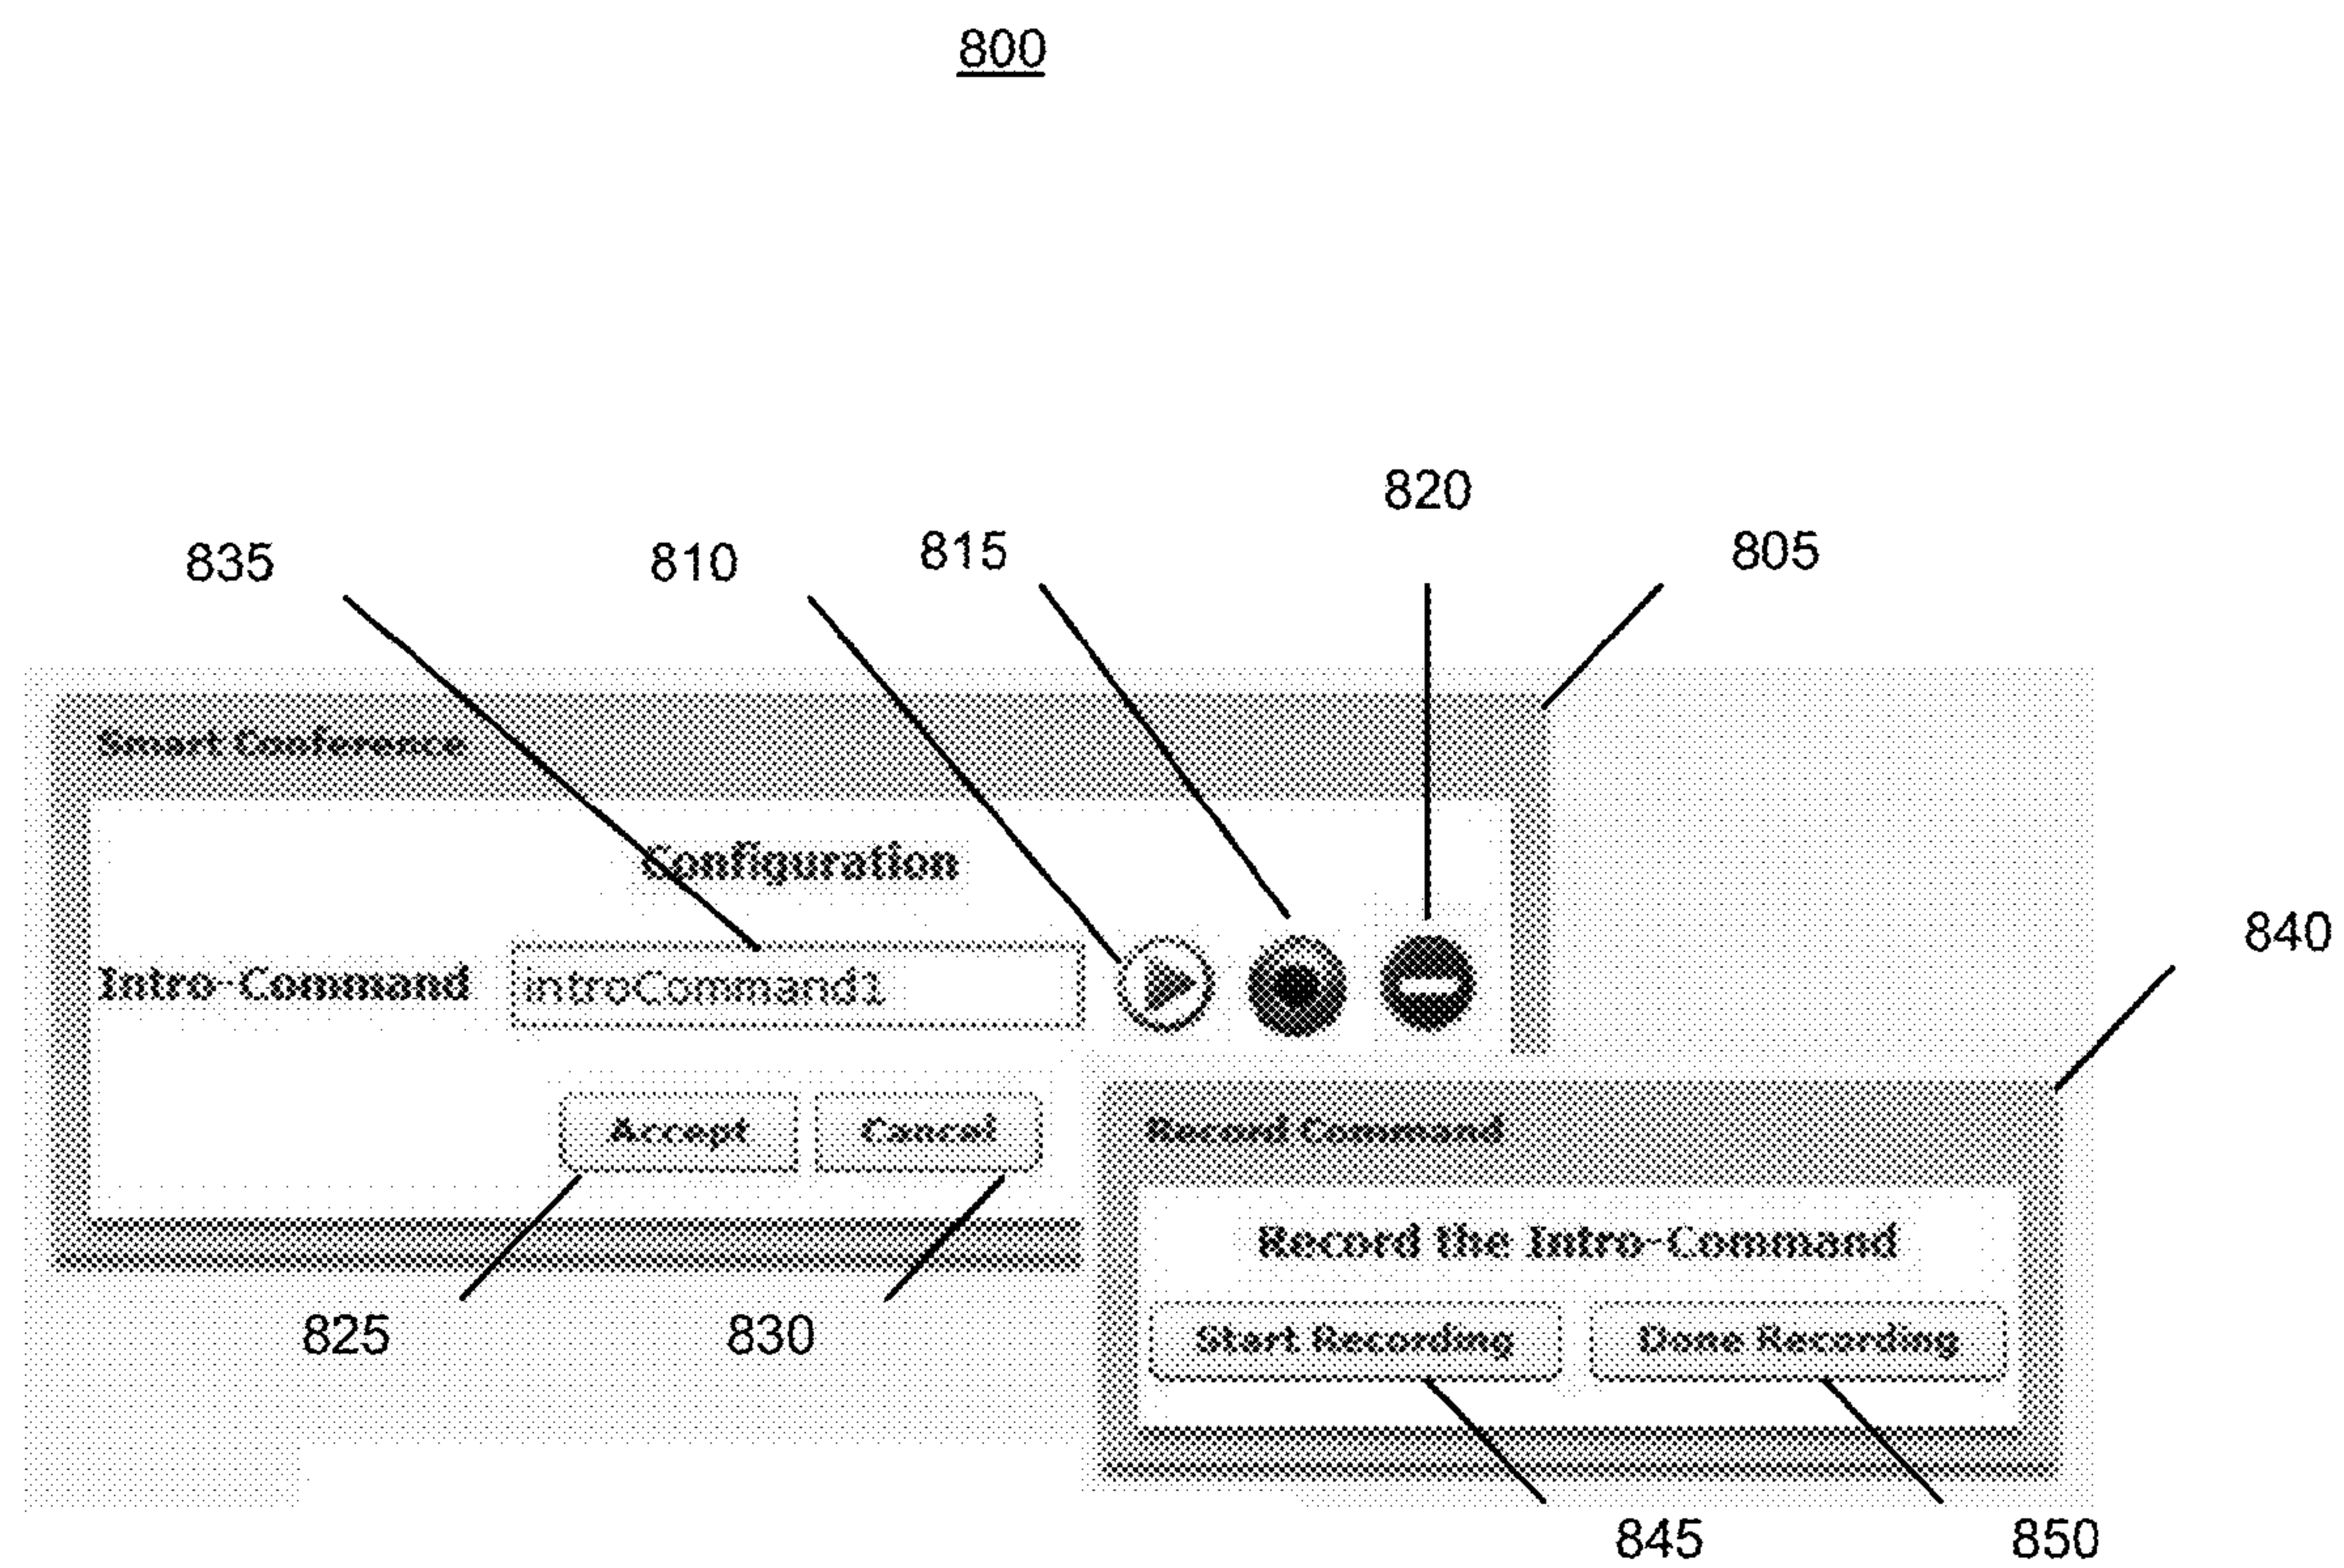 800
820
835 810 815 805
Smart Conference
Configuration
840
Intro-Command introCommand1
Accept Cancel
Record Command
Record the Intro-Command
825 830
Start Recording Done Recording
845 850